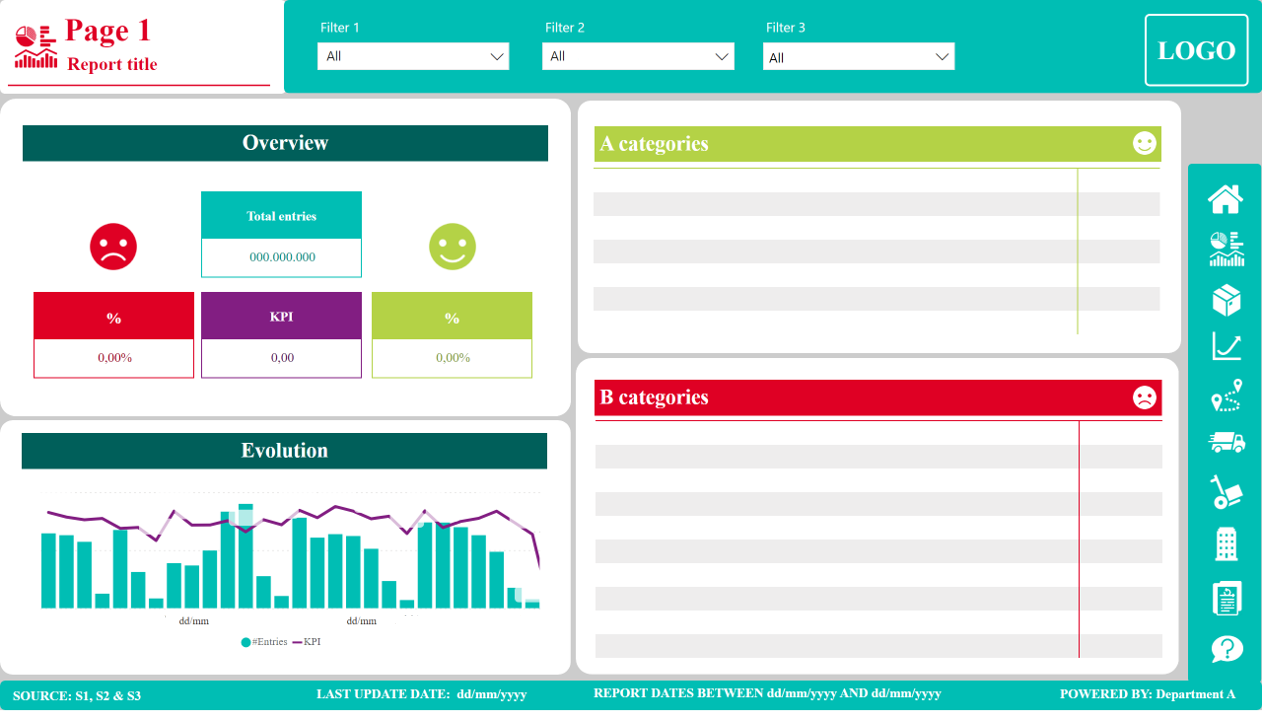 Page 1
Report title
Filter 1
All
Filter 2
All
Filter 3
All
LOGO
Overview
Total entries
000.000.000
%
0,00%
KPI
0,00
%
0,00%
Evolution
dd/mm
dd/mm
#Entries
KPI
A categories
B categories
SOURCE: S1, S2 & S3
LAST UPDATE DATE: dd/mm/yyyy
REPORT DATES BETWEEN dd/mm/yyyy AND dd/mm/yyyy
POWERED BY: Department A